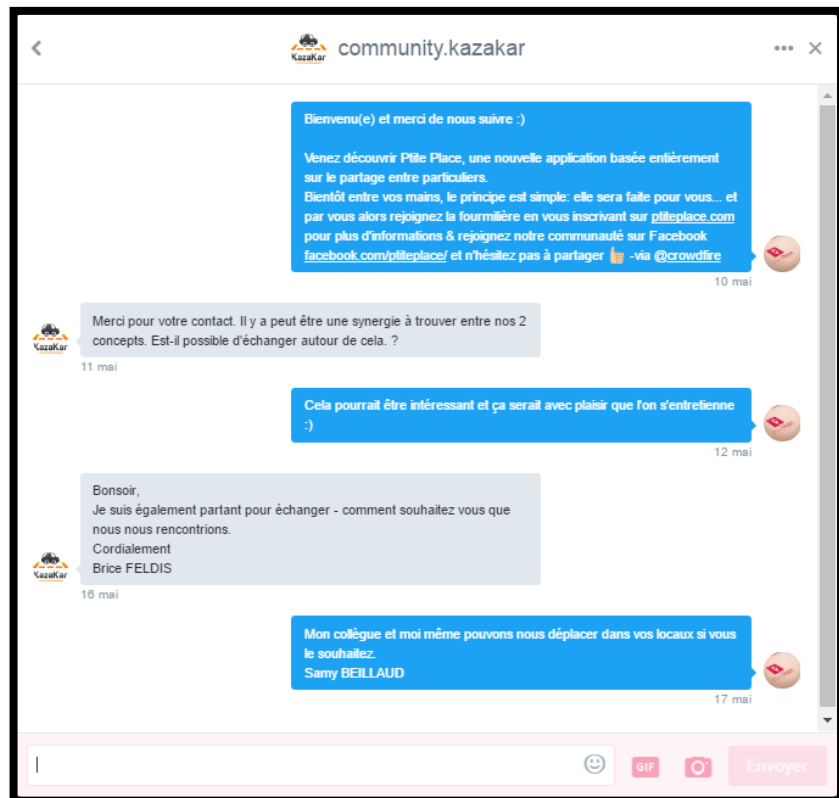 KazaKar
community.kazakar
Bienvenu(e) et merci de nous suivre :)
Venez découvrir Ptite Place, une nouvelle application basée entièrement
sur le partage entre particuliers.
Bientôt entre vos mains, le principe est simple: elle sera faite pour vous... et
par vous alors rejoignez la fourmilière en vous inscrivant sur ptiteplace.com
pour plus d'informations & rejoignez notre communauté sur Facebook
facebook.com/ptiteplace/ et n'hésitez pas à partager 👍 -via @crowdfire
10 mai
Merci pour votre contact. Il y a peut être une synergie à trouver entre nos 2
concepts. Est-il possible d'échanger autour de cela. ?
KazaKar
11 mai
Cela pourrait être intéressant et ça serait avec plaisir que l'on s'entretienne
:)
12 mai
Bonsoir,
Je suis également partant pour échanger - comment souhaitez vous que
nous nous rencontrions.
Cordialement
Brice FELDIS
KazaKar
16 mai
Mon collègue et moi même pouvons nous déplacer dans vos locaux si vous
le souhaitez.
Samy BEILLAUD
17 mai
GIF
Envoyer